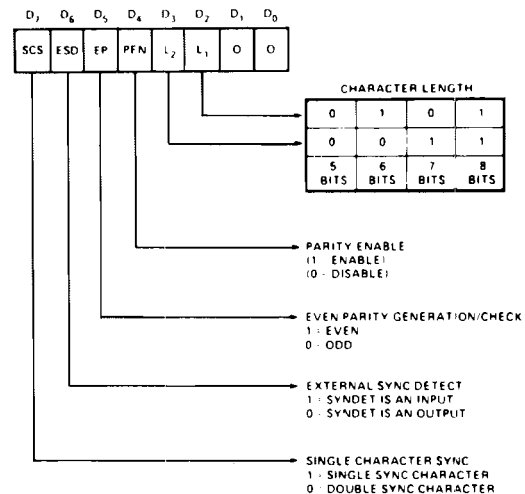 D7 D6 D5 D4 D3 D2 D1 D0
SCS ESD EP PEN L2 L1 0 0
CHARACTER LENGTH
0 1 0 1
0 0 1 1
5 BITS 6 BITS 7 BITS 8 BITS
PARITY ENABLE
(1 - ENABLE)
(0 - DISABLE)
EVEN PARITY GENERATION/CHECK
1 = EVEN
0 - ODD
EXTERNAL SYNC DETECT
1 = SYNDET IS AN INPUT
0 - SYNDET IS AN OUTPUT
SINGLE CHARACTER SYNC
1 = SINGLE SYNC CHARACTER
0 - DOUBLE SYNC CHARACTER